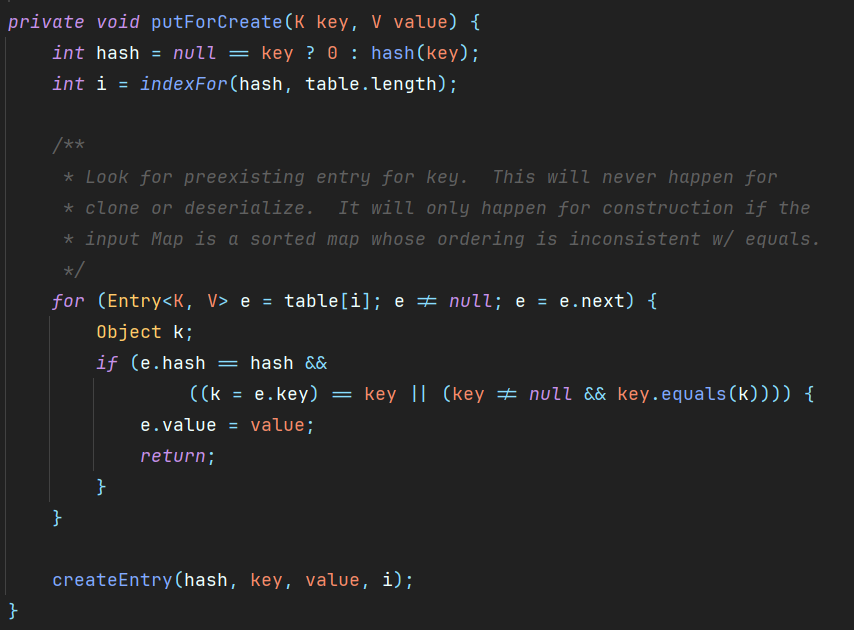 private void putForCreate(K key, V value) {
    int hash = null == key ? 0 : hash(key);
    int i = indexFor(hash, table.length);

    /**
     * Look for preexisting entry for key.  This will never happen for
     * clone or deserialize.  It will only happen for construction if the
     * input Map is a sorted map whose ordering is inconsistent w/ equals.
     */
    for (Entry<K, V> e = table[i]; e != null; e = e.next) {
        Object k;
        if (e.hash == hash &&
                ((k = e.key) == key || (key != null && key.equals(k)))) {
            e.value = value;
            return;
        }
    }

    createEntry(hash, key, value, i);
}